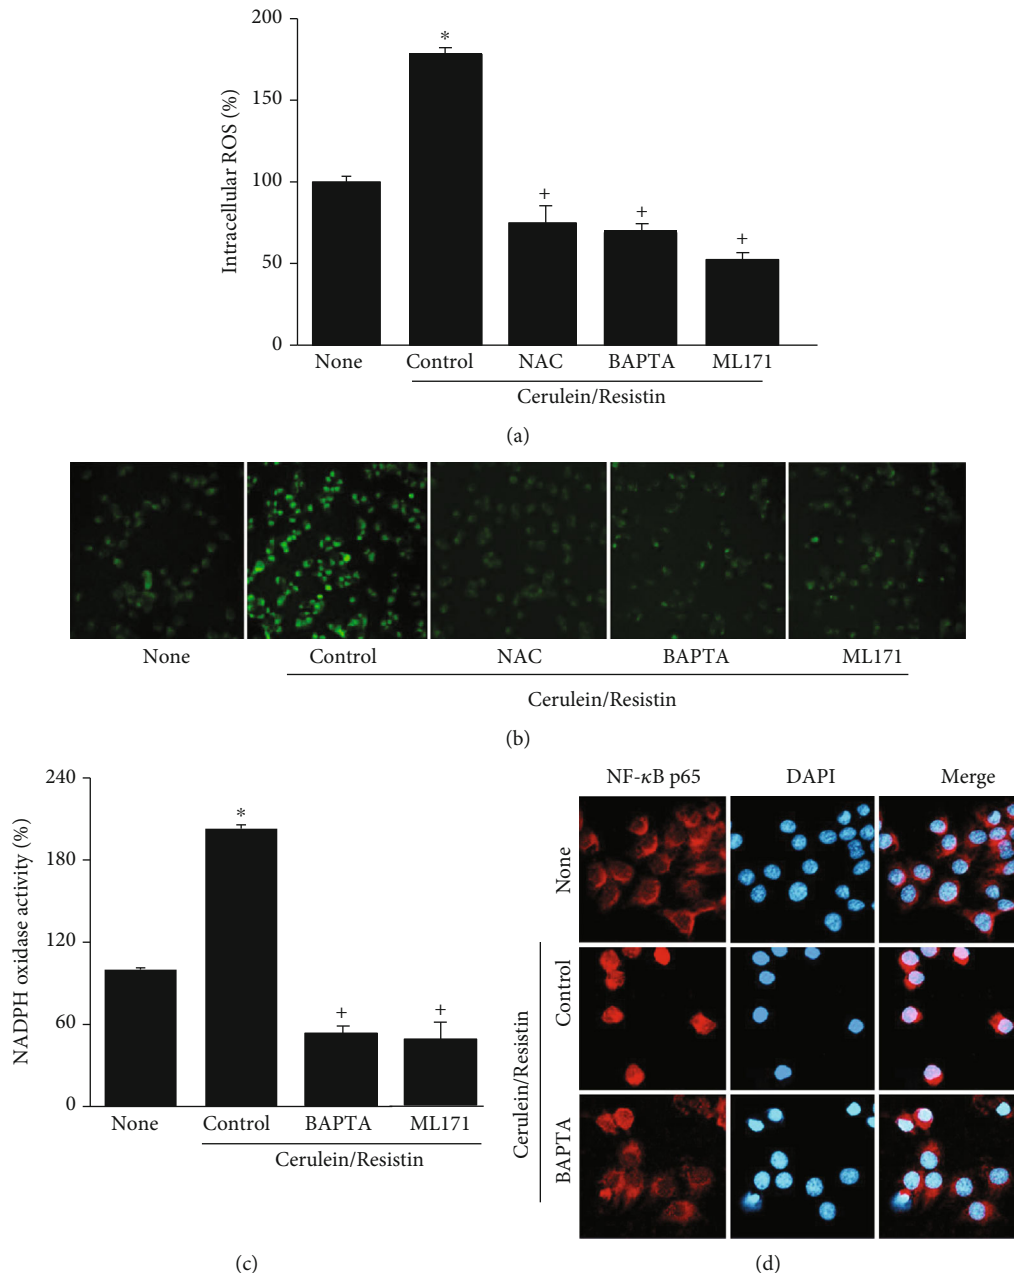 200
150
100
50
0
Intracellular ROS (%)
*
+
+
+
None Control NAC BAPTA ML171
Cerulein/Resistin
(a)
None Control NAC BAPTA ML171
Cerulein/Resistin
(b)
240
180
120
60
0
NADPH oxidase activity (%)
*
+
+
None Control BAPTA ML171
Cerulein/Resistin
(c)
NF-κB p65 DAPI Merge
None
Control
BAPTA
Cerulein/Resistin
(d)